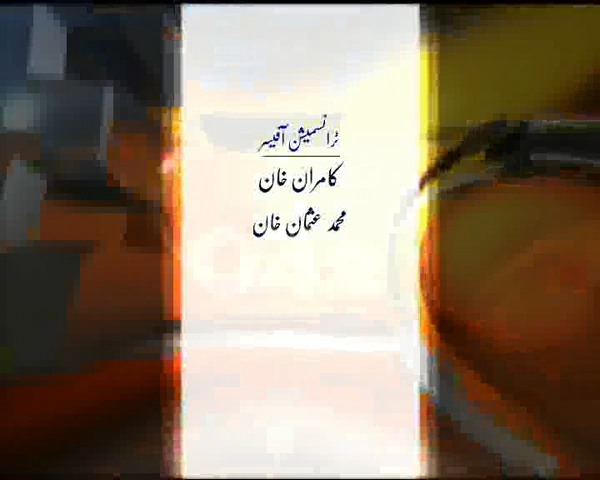 ٹرانسمیشن آفیسر
کامران خان
محمد عثمان خان